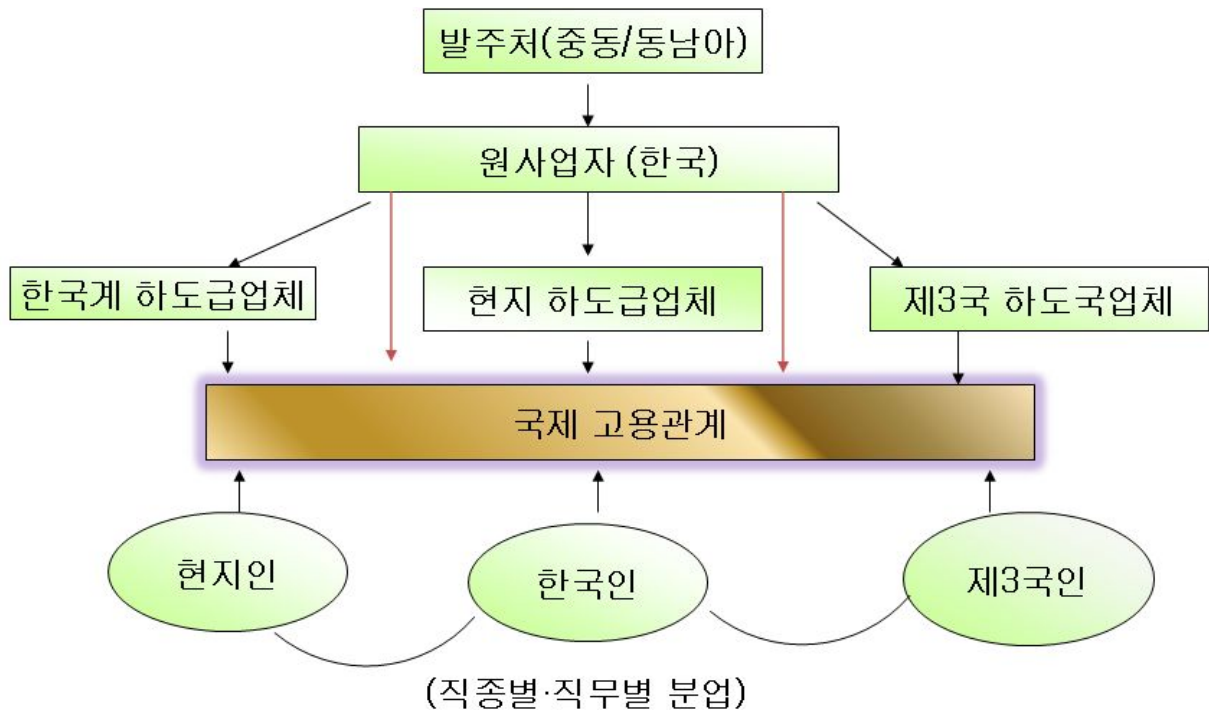 발주처(중동/동남아)
원사업자 (한국)
한국계 하도급업체
현지 하도급업체
제3국 하도국업체
국제 고용관계
현지인
한국인
제3국인
(직종별·직무별 분업)